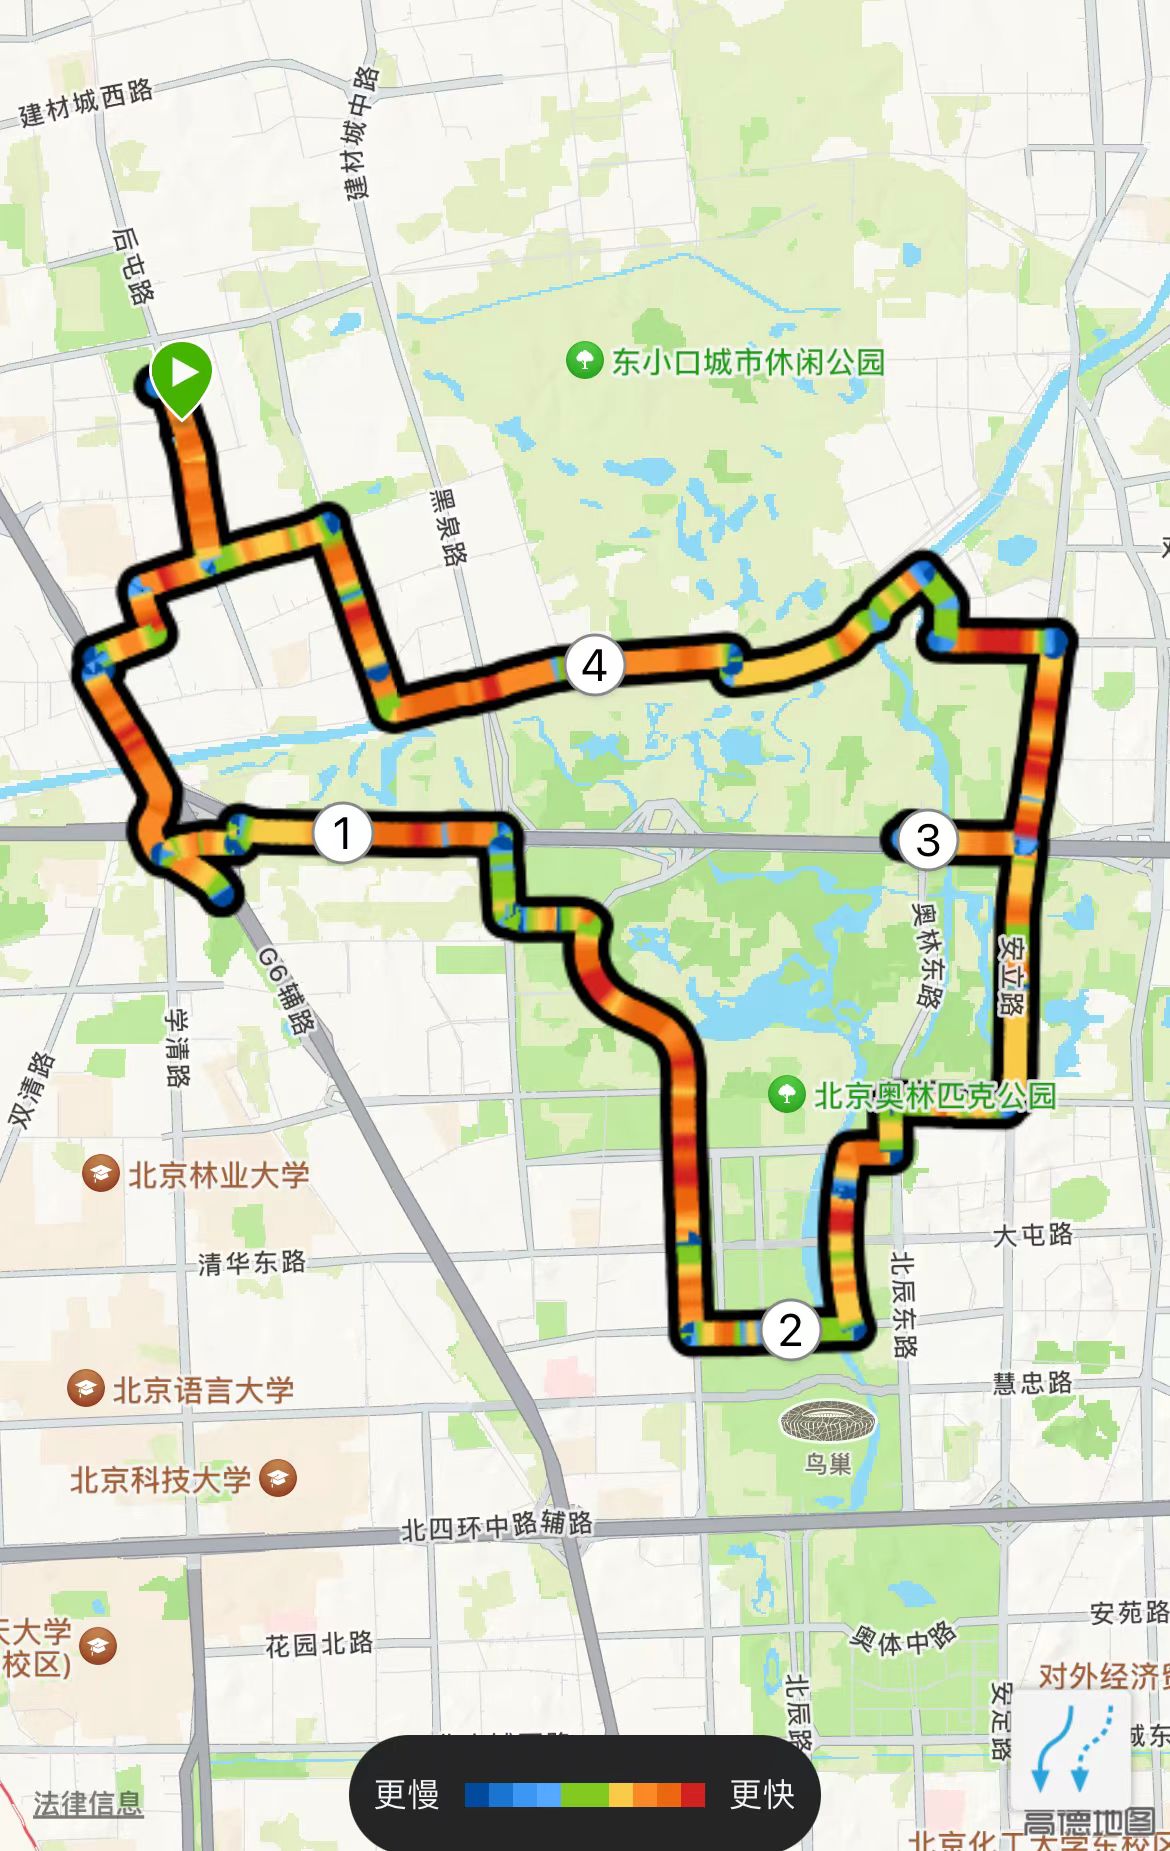 建材城西路
建材城中路
后屯路
东小口城市休闲公园
黑泉路
4
1
3
奥林东路
安立路
G6辅路
学清路
双清路
北京奥林匹克公园
北京林业大学
大屯路
清华东路
北辰东路
2
慧忠路
北京语言大学
鸟巢
北京科技大学
北四环中路辅路
安苑路
天大学
校区)
花园北路
奥体中路
对外经济贸
北辰路
安定路
城东
更慢
更快
法律信息
高德地图
北京化工大学东校区